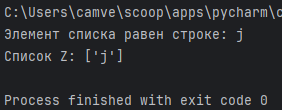 C:\Users\camve\scoop\apps\pycharm\c
Элемент списка равен строке: j
Список Z: ['j']
Process finished with exit code 0